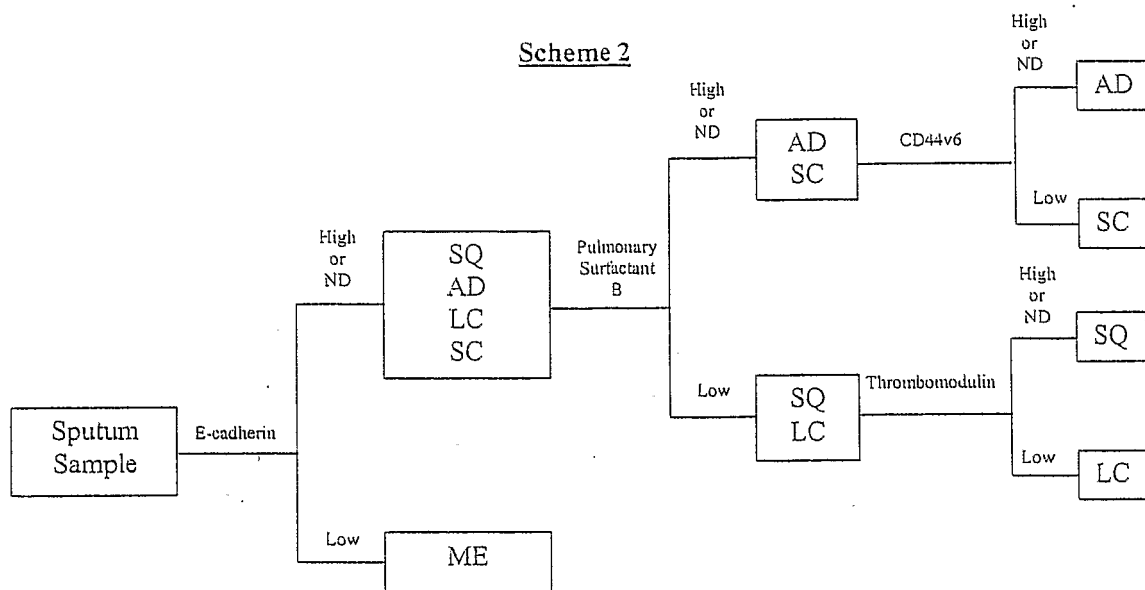 Scheme 2
Sputum
Sample
E-cadherin
High
or
ND
SQ
AD
LC
SC
Low
ME
Pulmonary
Surfactant
B
High
or
ND
AD
SC
CD44v6
High
or
ND
AD
Low
SC
Low
SQ
LC
Thrombomodulin
High
or
ND
SQ
Low
LC